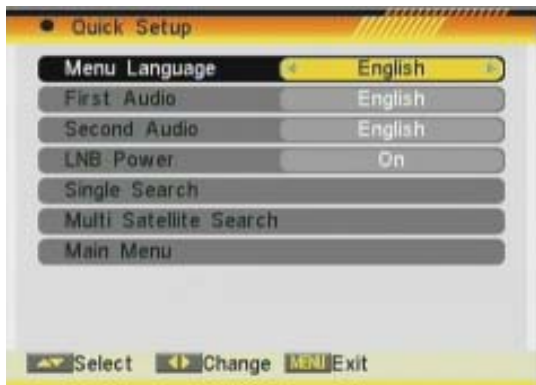 Quick Setup
Menu Language English
First Audio English
Second Audio English
LNB Power On
Single Search
Multi Satellite Search
Main Menu
Select Change MENU Exit